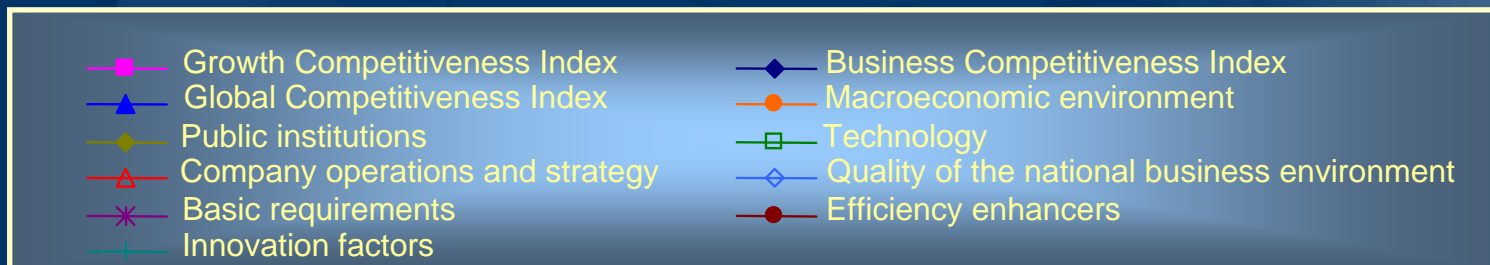 Growth Competitiveness Index
Business Competitiveness Index
Global Competitiveness Index
Macroeconomic environment
Public institutions
Technology
Company operations and strategy
Quality of the national business environment
Basic requirements
Efficiency enhancers
Innovation factors